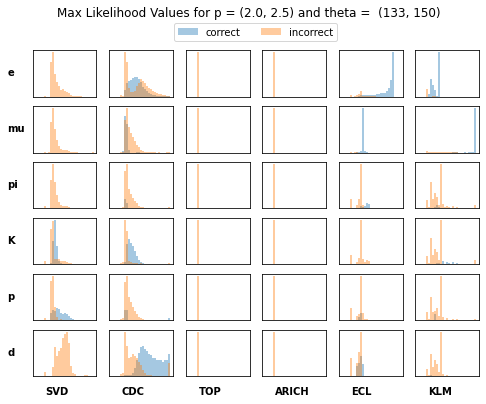 Max Likelihood Values for p = (2.0, 2.5) and theta =  (133, 150)
correct incorrect
e
mu
pi
K
p
d
SVD CDC TOP ARICH ECL KLM